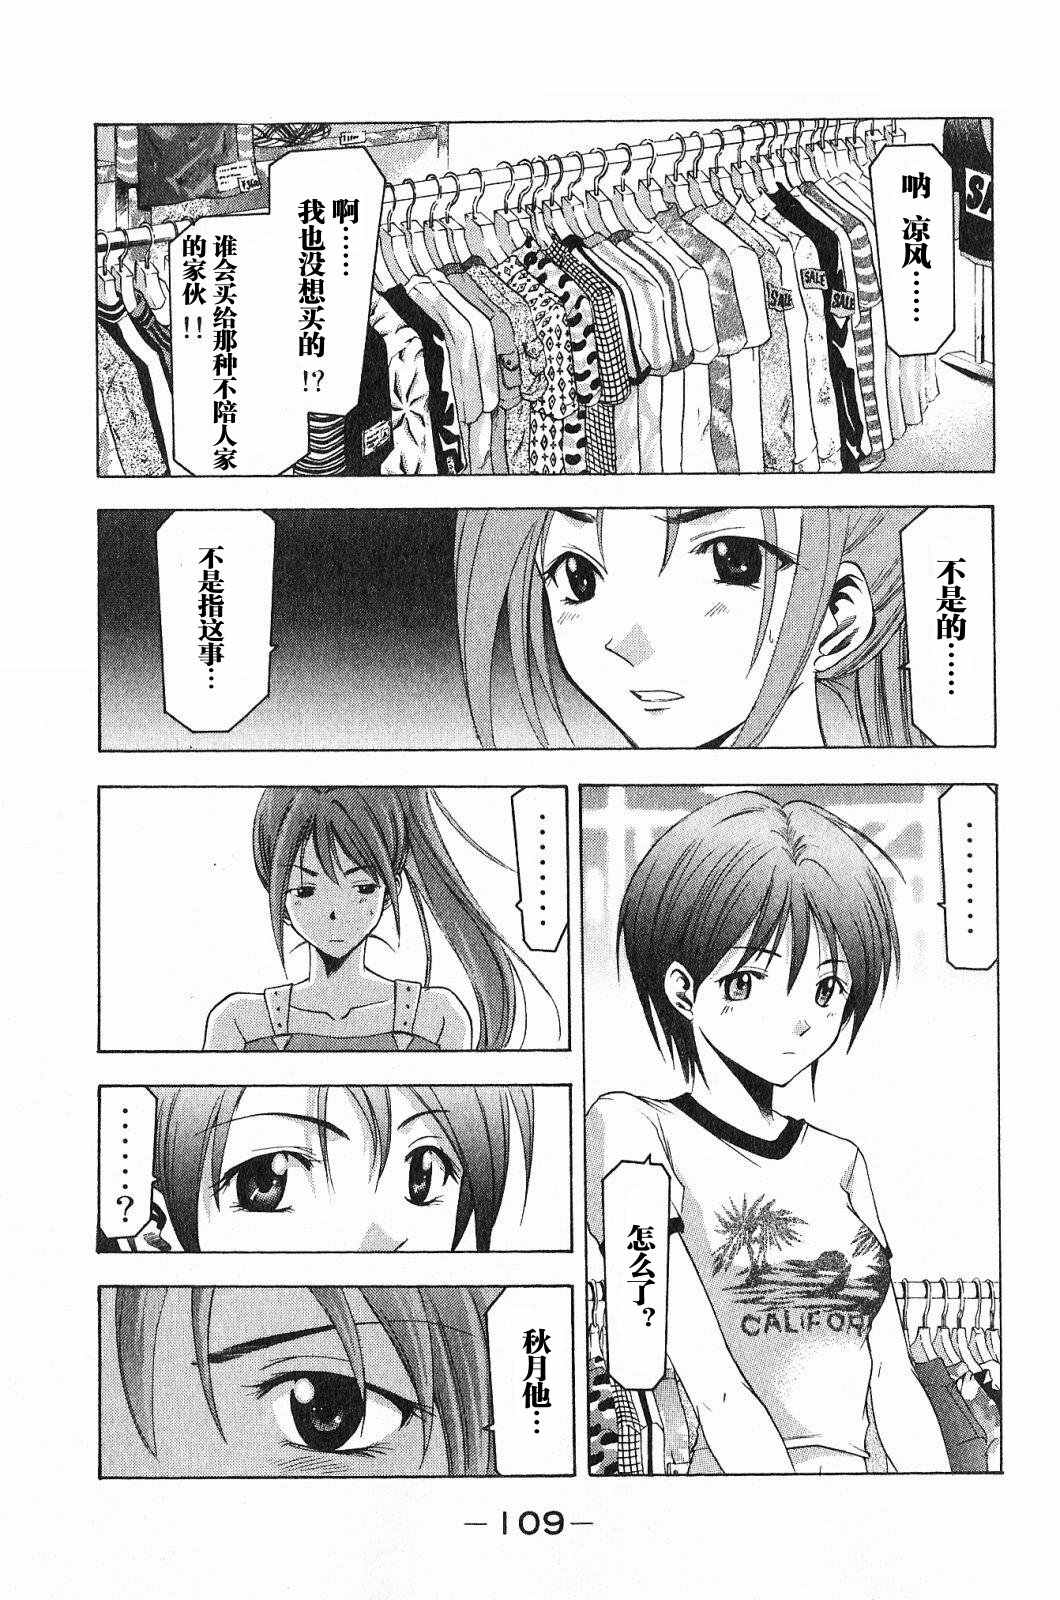 呐 凉风……
SALE
SALE
SALE
啊……
我也没想买的!?
谁会买给那种不陪人家
的家伙!!
不是的……
不是指这事…
………
怎么了?
CALIFOR
………
………?
秋月他…
—109—